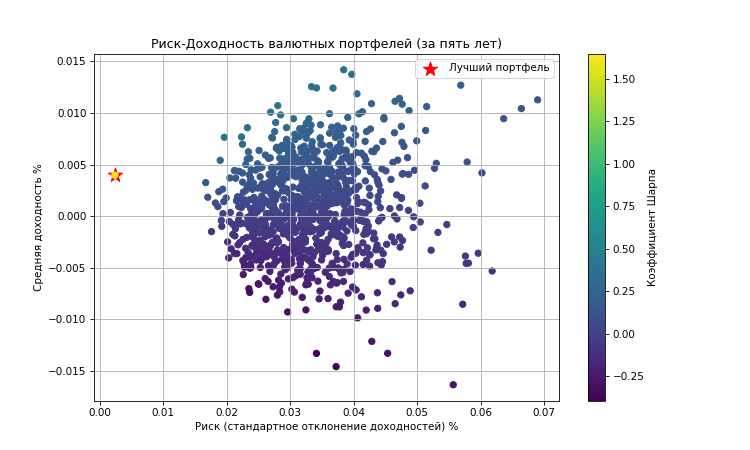 Риск-Доходность валютных портфелей (за пять лет)
Лучший портфель
0.015
0.010
0.005
0.000
−0.005
−0.010
−0.015
Средняя доходность %
0.00 0.01 0.02 0.03 0.04 0.05 0.06 0.07
Риск (стандартное отклонение доходностей) %
1.50
1.25
1.00
0.75
0.50
0.25
0.00
−0.25
Коэффициент Шарпа